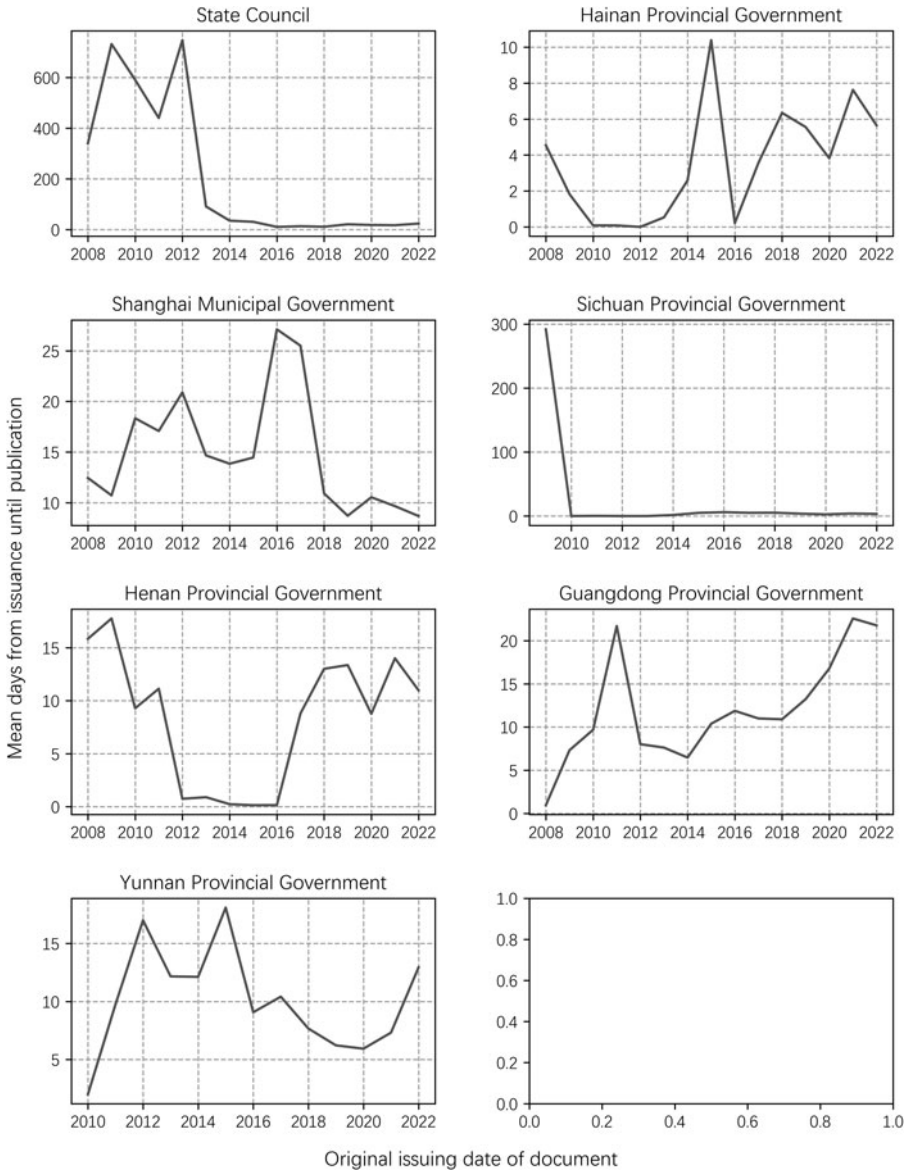 State Council
600
400
200
0
2008 2010 2012 2014 2016 2018 2020 2022
Hainan Provincial Government
10
8
6
4
2
0
2008 2010 2012 2014 2016 2018 2020 2022
Shanghai Municipal Government
25
20
15
10
2008 2010 2012 2014 2016 2018 2020 2022
Sichuan Provincial Government
300
200
100
0
2010 2012 2014 2016 2018 2020 2022
Mean days from issuance until publication
Henan Provincial Government
15
10
5
0
2008 2010 2012 2014 2016 2018 2020 2022
Guangdong Provincial Government
20
15
10
5
0
2008 2010 2012 2014 2016 2018 2020 2022
Yunnan Provincial Government
15
10
5
2010 2012 2014 2016 2018 2020 2022
1.0
0.8
0.6
0.4
0.2
0.0
0.0 0.2 0.4 0.6 0.8 1.0
Original issuing date of document